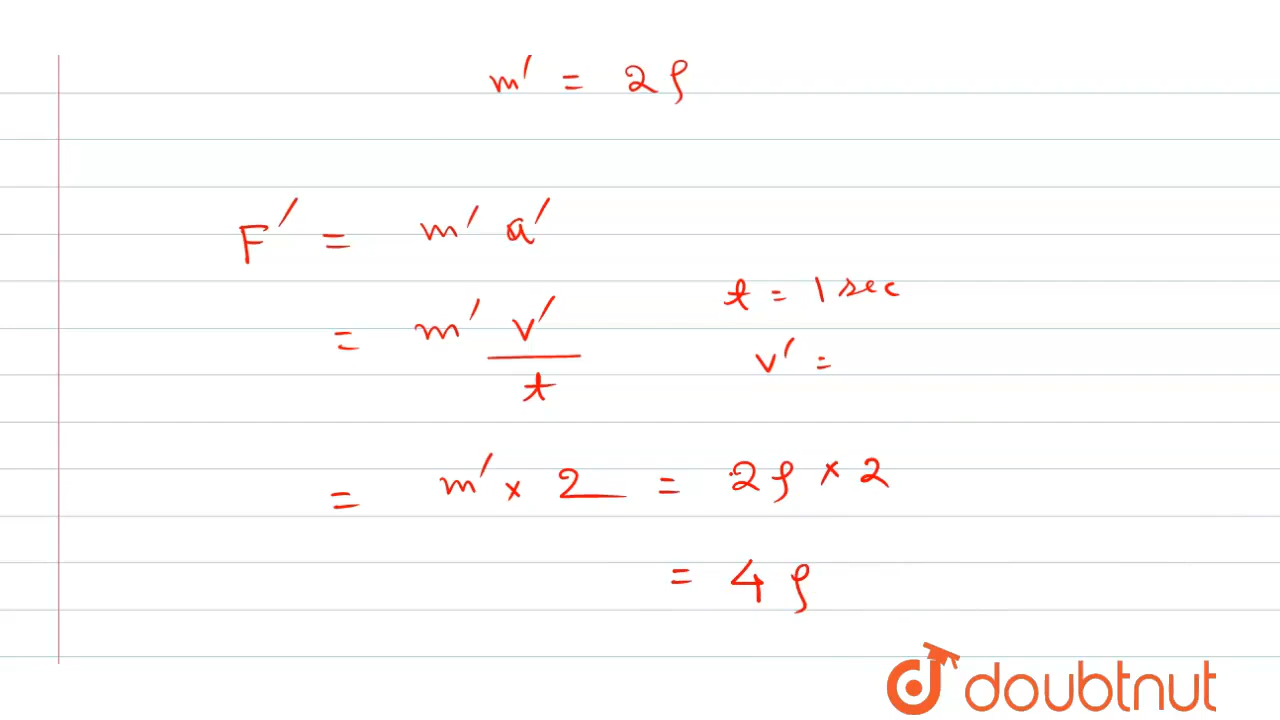 m′ = 2ρ
F′ = m′ a′
= m′ v′/t
t = 1 sec
v′ =
= m′ × 2 = 2ρ × 2
= 4ρ
doubtnut